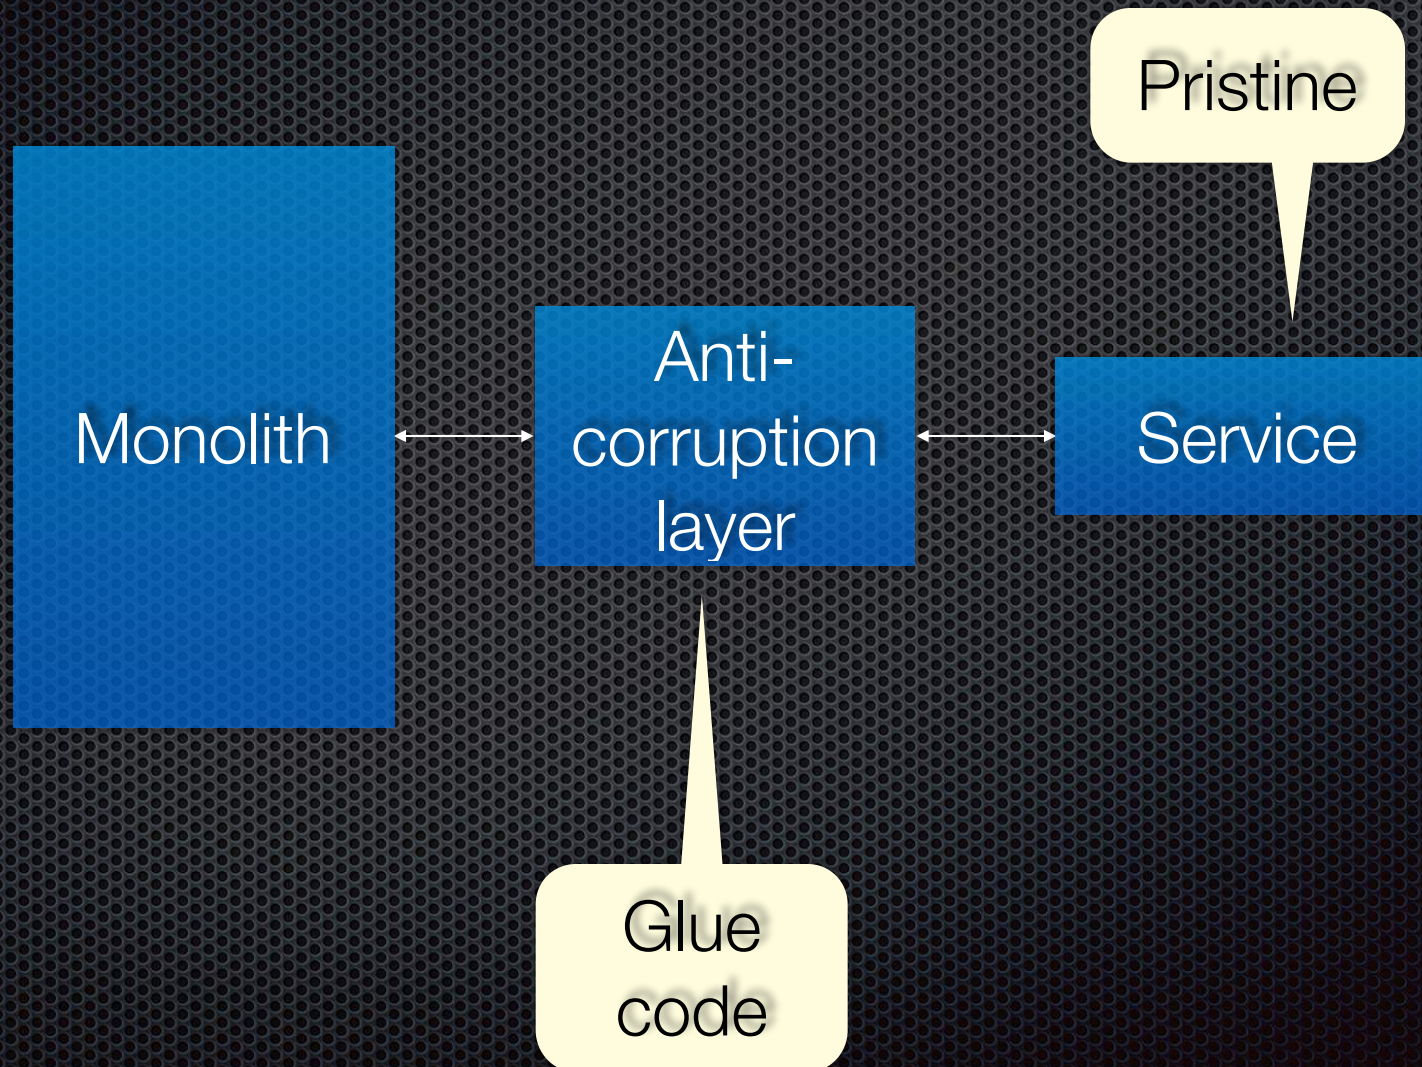 Pristine
Monolith
Anti-
corruption
layer
Service
Glue
code